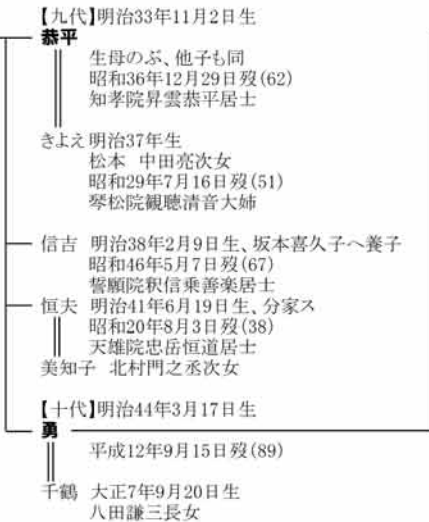 【九代】明治33年11月2日生
恭平
生母のぶ、他子も同
昭和36年12月29日歿(62)
知孝院昇雲恭平居士
きよえ 明治37年生
松本 中田亮次女
昭和29年7月16日歿(51)
琴松院観聴清音大姉
信吉 明治38年2月9日生、坂本喜久子へ養子
昭和46年5月7日歿(67)
誓願院釈信乗善楽居士
恒夫 明治41年6月19日生、分家ス
昭和20年8月3日歿(38)
天雄院忠岳恒道居士
美知子 北村門之丞次女
【十代】明治44年3月17日生
勇
平成12年9月15日歿(89)
千鶴 大正7年9月20日生
八田謙三長女